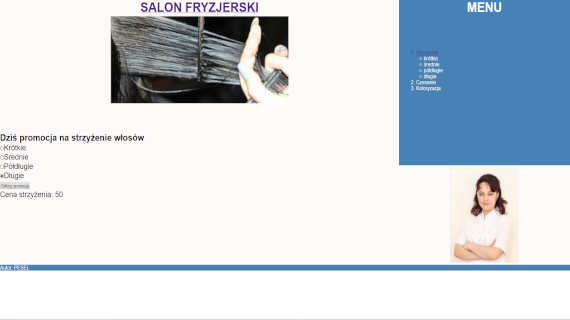 SALON FRYZJERSKI
Dziś promocja na strzyżenie włosów
Krótkie
Średnie
Półdługie
Długie
Odbierz promocję
Cena strzyżenia: 50
MENU
1. Strzyżenie
krótkie
średnie
półdługie
długie
2. Czesanie
3. Koloryzacja
Autor: PESEL